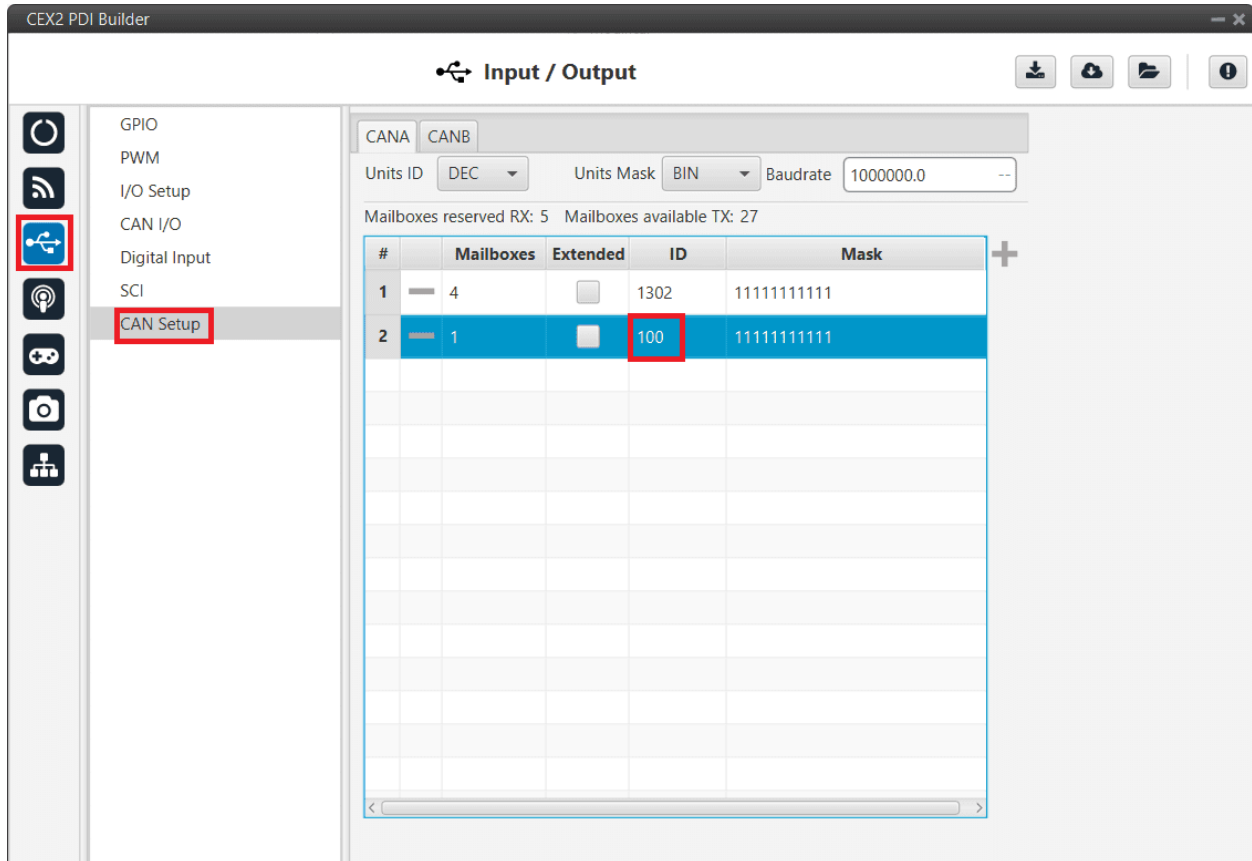 CEX2 PDI Builder
Input / Output
GPIO
PWM
I/O Setup
CAN I/O
Digital Input
SCI
CAN Setup
CANA CANB
Units ID DEC Units Mask BIN Baudrate 1000000.0 --
Mailboxes reserved RX: 5 Mailboxes available TX: 27
# Mailboxes Extended ID Mask
1 4 1302 11111111111
2 1 100 11111111111